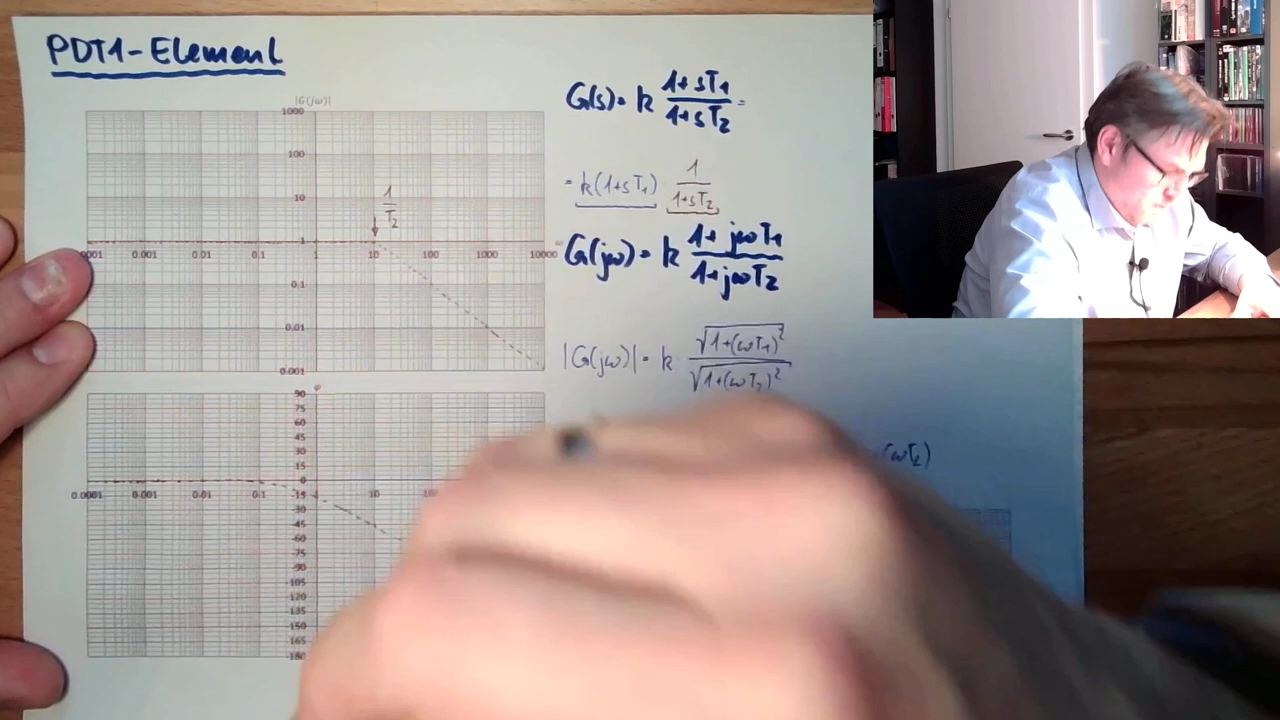 PDT1-Element
|G(jω)|
1000
100
10
1
0.1
0.01
0.001
0.001 0.01 0.1 1 10 100 1000 10000
1/T₂
φ
90
75
60
45
30
15
0
-15
-30
-45
-60
-75
-90
-105
-120
-135
-150
-165
-180
0.0001 0.001 0.01 0.1 1 10
G(s) = k (1+sT₁)/(1+sT₂) =
= k(1+sT₁) 1/(1+sT₂)
G(jω) = k (1+jωT₁)/(1+jωT₂)
|G(jω)| = k · √(1+(ωT₁)²)/√(1+(ωT₂)²)
(ωT₂)